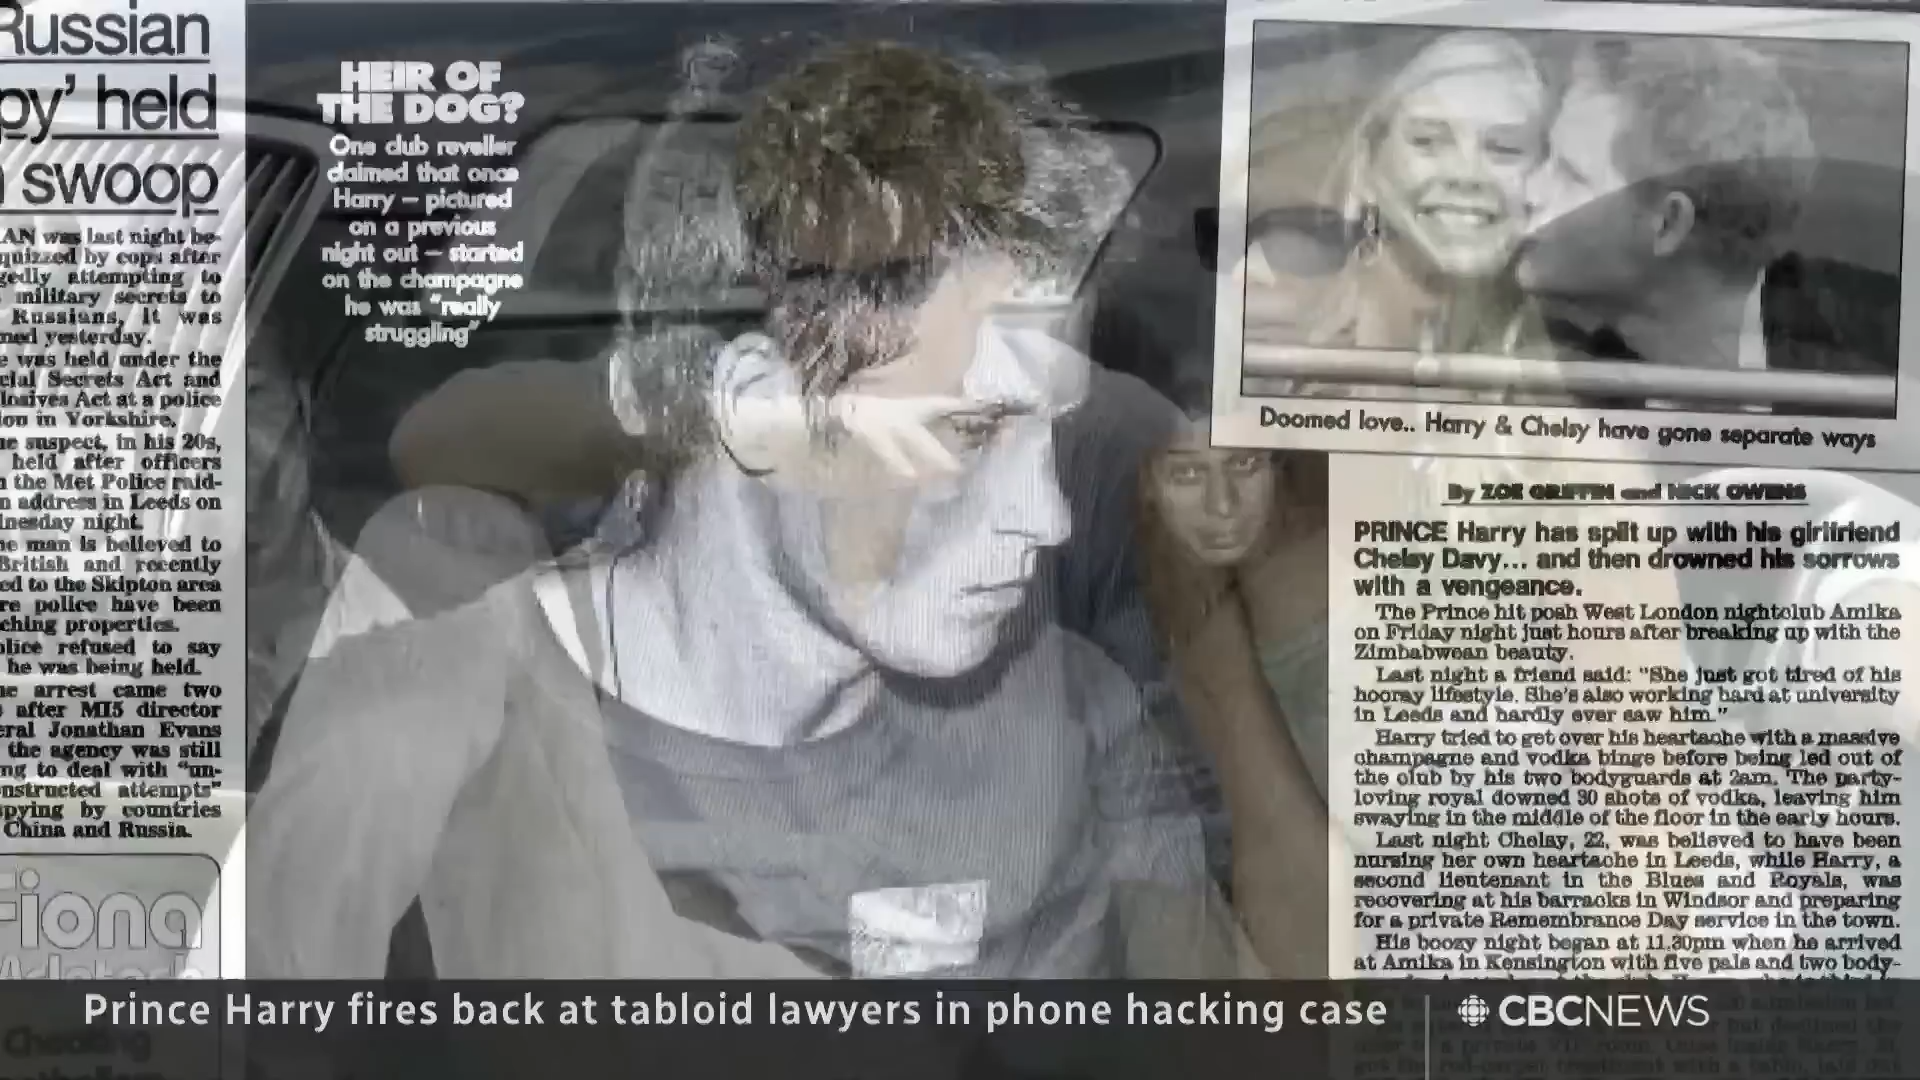 Russian
py' held
swoop
AN was last night be-
quizzed by cops after
gedly attempting to
military secrets to
Russians, it was
med yesterday.
e was held under the
cial Secrets Act and
losives Act at a police
ion in Yorkshire.
he suspect, in his 20s,
held after officers
the Met Police raid-
n address in Leeds on
dnesday night.
he man is believed to
British and recently
ed to the Skipton area
re police have been
ching properties.
olice refused to say
he was being held.
he arrest came two
after MI5 director
eral Jonathan Evans
the agency was still
ng to deal with "un-
nstructed attempts"
spying by countries
China and Russia.
Fiona
HEIR OF
THE DOG?
One club reveller
claimed that once
Harry – pictured
on a previous
night out – started
on the champagne
he was "really
struggling"
Doomed love.. Harry & Chelsy have gone separate ways
By ZOE GRIFFIN and NICK OWENS
PRINCE Harry has split up with his girlfriend
Chelsy Davy... and then drowned his sorrows
with a vengeance.
The Prince hit posh West London nightclub Amika
on Friday night just hours after breaking up with the
Zimbabwean beauty.
Last night a friend said: "She just got tired of his
hooray lifestyle. She's also working hard at university
in Leeds and hardly ever saw him."
Harry tried to get over his heartache with a massive
champagne and vodka binge before being led out of
the club by his two bodyguards at 2am. The party-
loving royal downed 30 shots of vodka, leaving him
swaying in the middle of the floor in the early hours.
Last night Chelsy, 22, was believed to have been
nursing her own heartache in Leeds, while Harry, a
second lieutenant in the Blues and Royals, was
recovering at his barracks in Windsor and preparing
for a private Remembrance Day service in the town.
His boozy night began at 11.30pm when he arrived
at Amika in Kensington with five pals and two body-
Prince Harry fires back at tabloid lawyers in phone hacking case
CBCNEWS